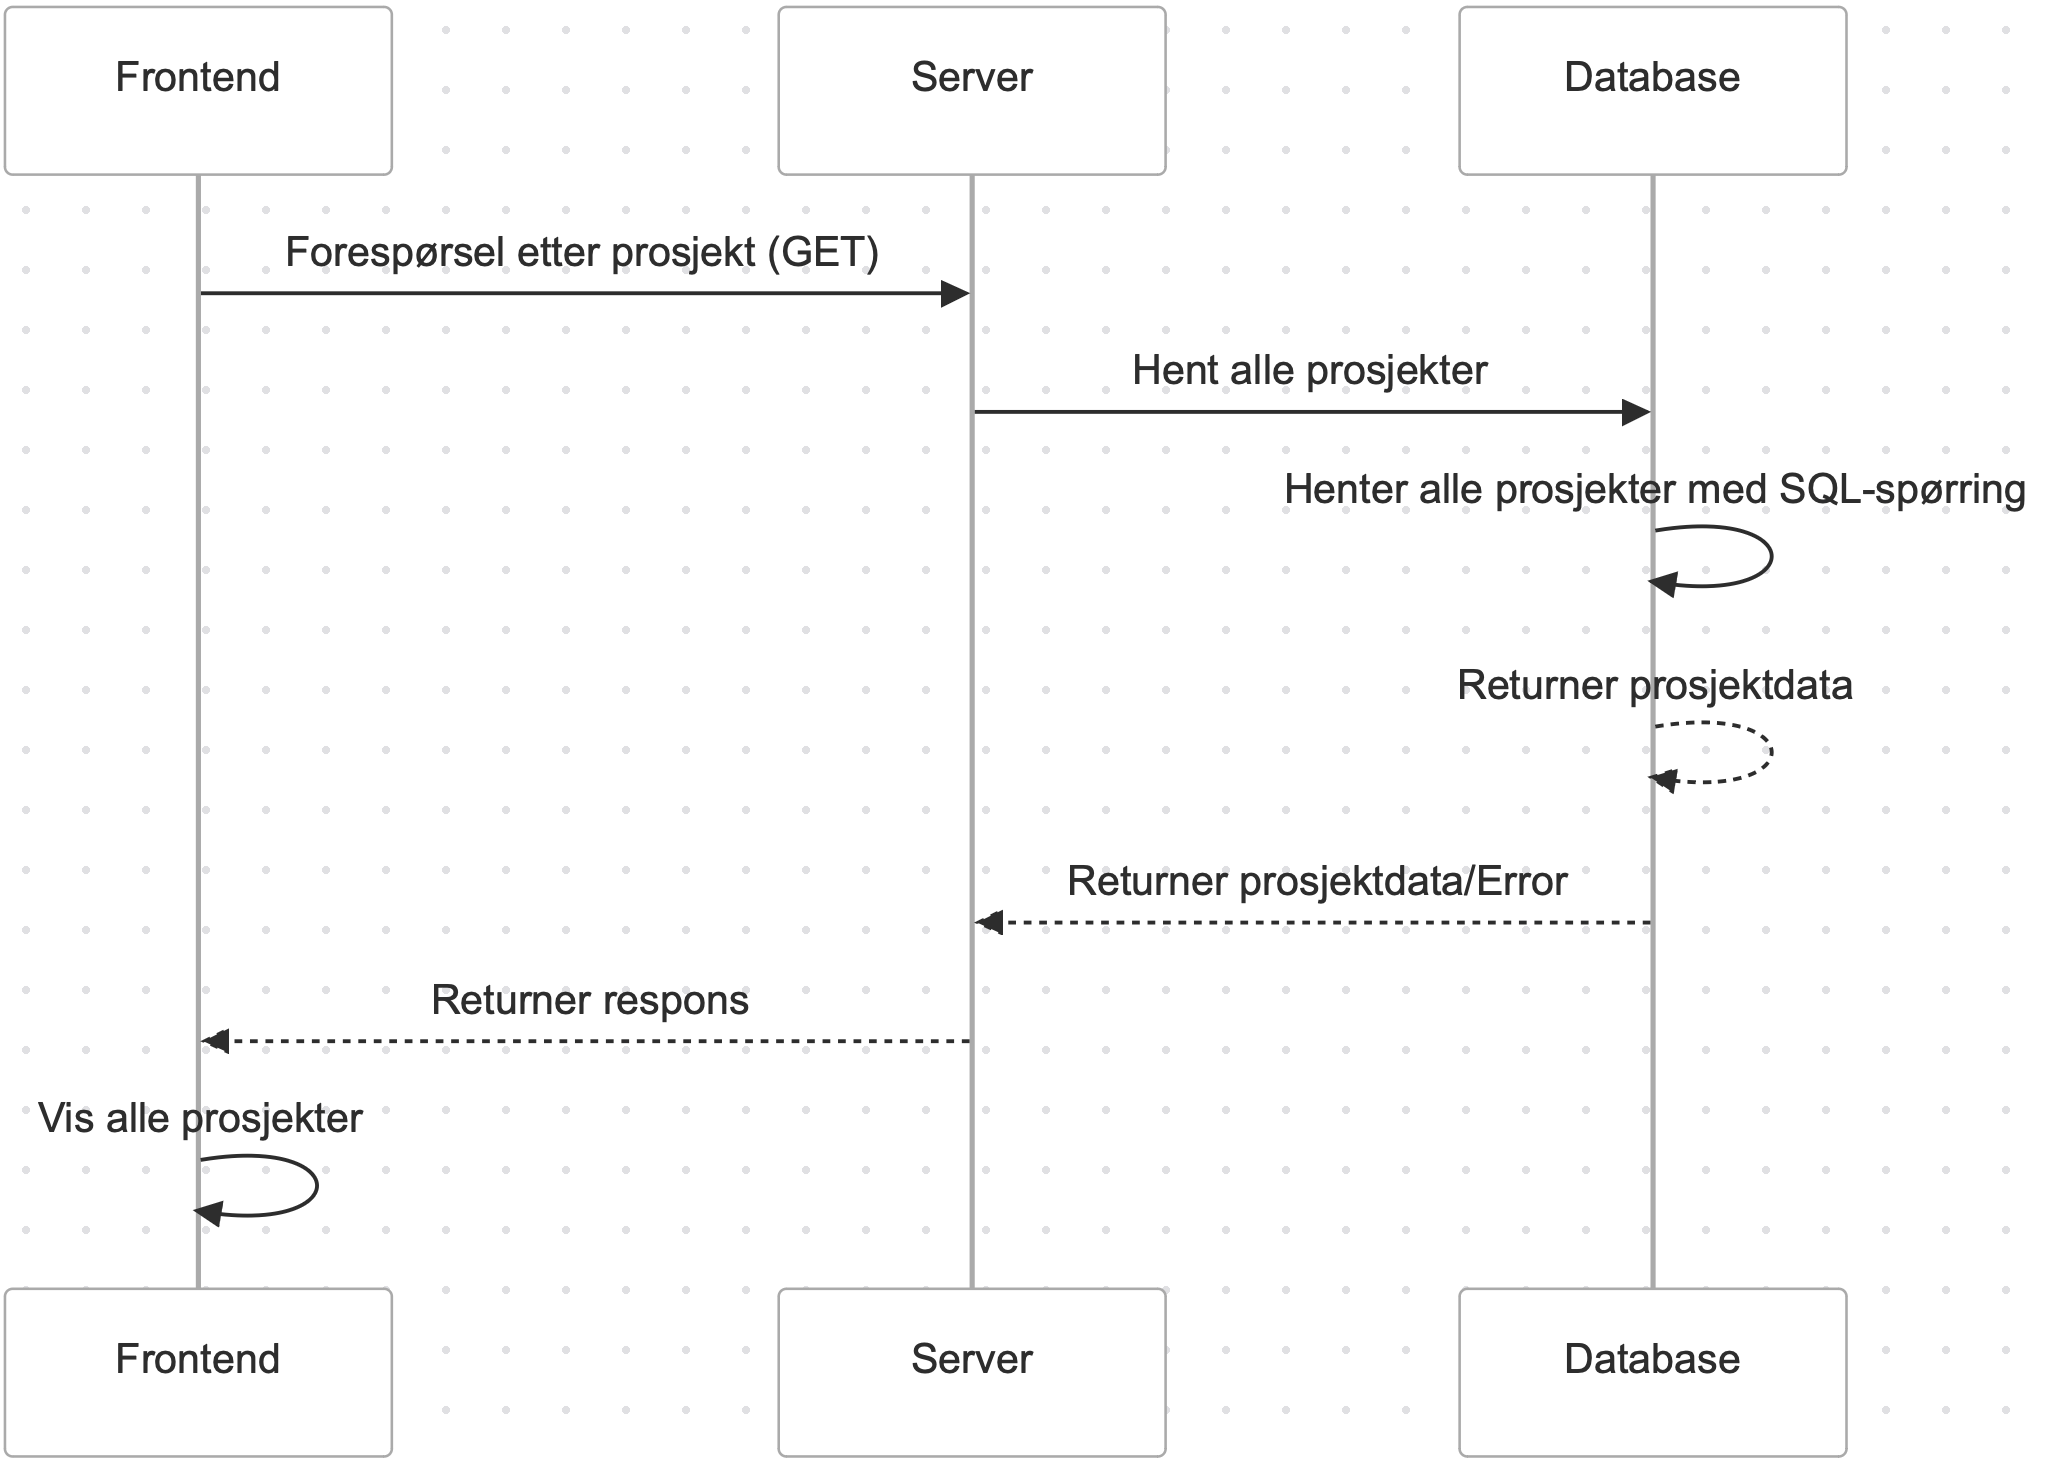 Frontend
Server
Database
Forespørsel etter prosjekt (GET)
Hent alle prosjekter
Henter alle prosjekter med SQL-spørring
Returner prosjektdata
Returner prosjektdata/Error
Returner respons
Vis alle prosjekter
Frontend
Server
Database